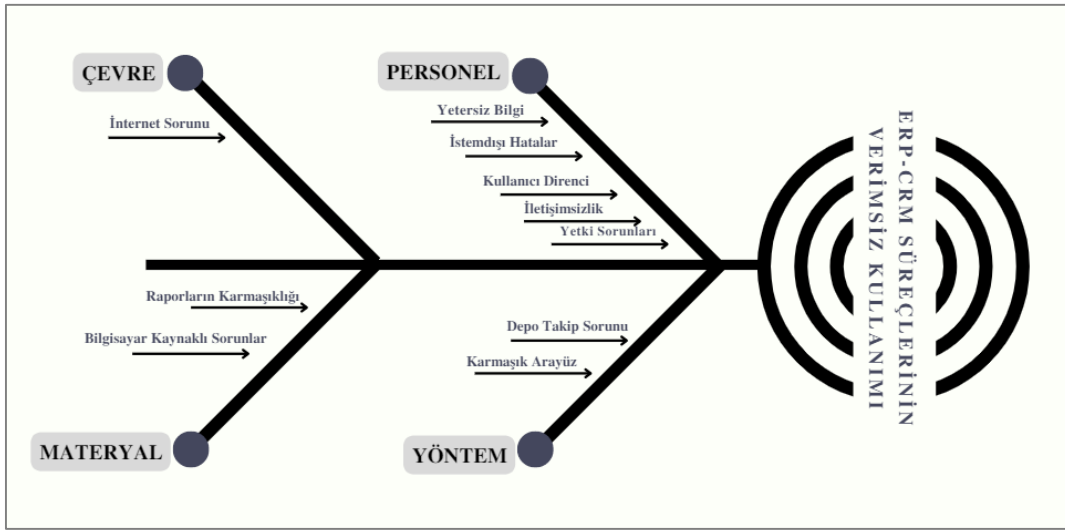 ÇEVRE
İnternet Sorunu
PERSONEL
Yetersiz Bilgi
İstemdışı Hatalar
Kullanıcı Direnci
İletişimsizlik
Yetki Sorunları
Raporların Karmaşıklığı
Bilgisayar Kaynaklı Sorunlar
MATERYAL
Depo Takip Sorunu
Karmaşık Arayüz
YÖNTEM
ERP-CRM SÜREÇLERİNİN
VERİMSİZ KULLANIMI